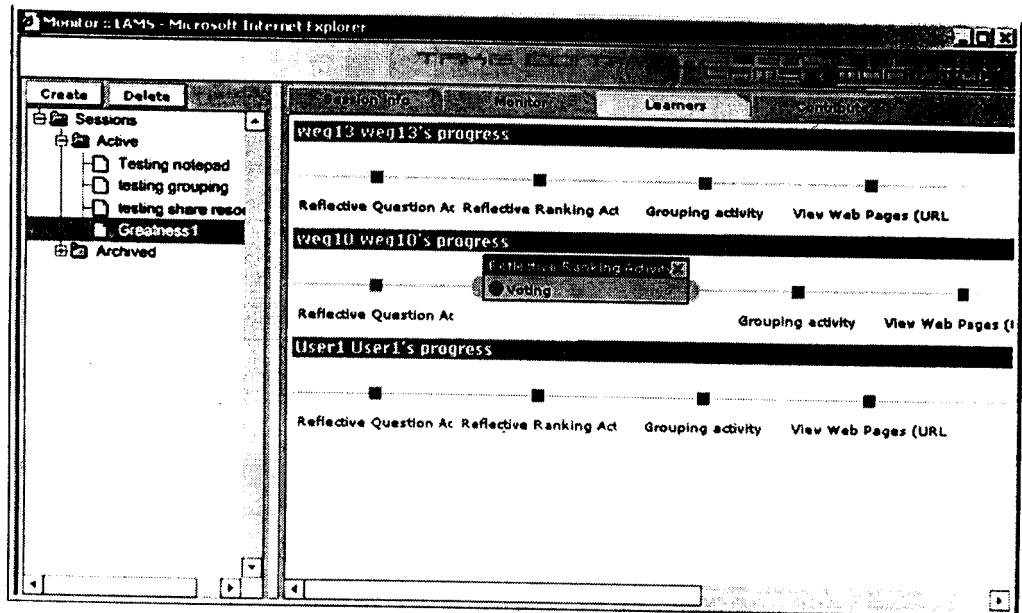 Monitor :: LAMS - Microsoft Internet Explorer
Create Delete
Session Info Monitor Learners Contribute
Sessions
Active
Testing notepad
testing grouping
testing share resou
Greatness1
Archived
weg13 weg13's progress
Reflective Question Ac Reflective Ranking Act Grouping activity View Web Pages (URL
weg10 weg10's progress
Reflective Ranking Activity
Voting
Reflective Question Ac Grouping activity View Web Pages (
User1 User1's progress
Reflective Question Ac Reflective Ranking Act Grouping activity View Web Pages (URL